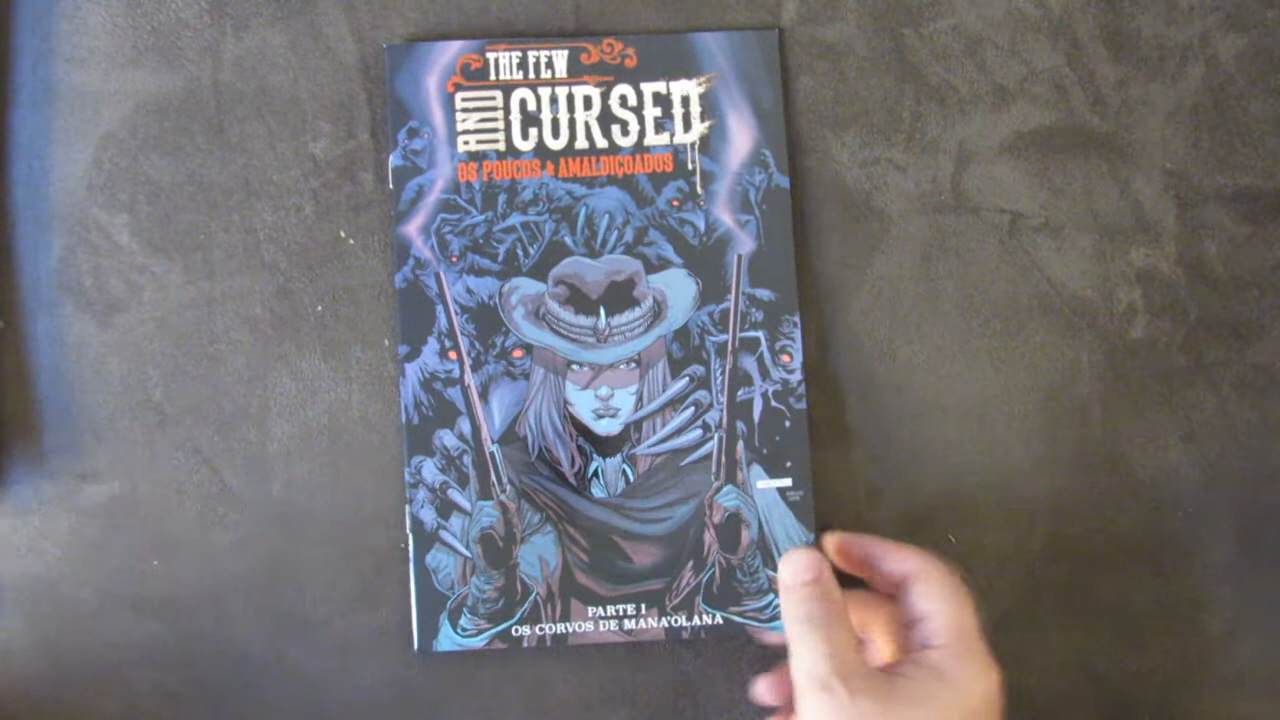 THE FEW
AND CURSED
OS POUCOS & AMALDIÇOADOS
PARTE I
OS CORVOS DE MANA'OLANA